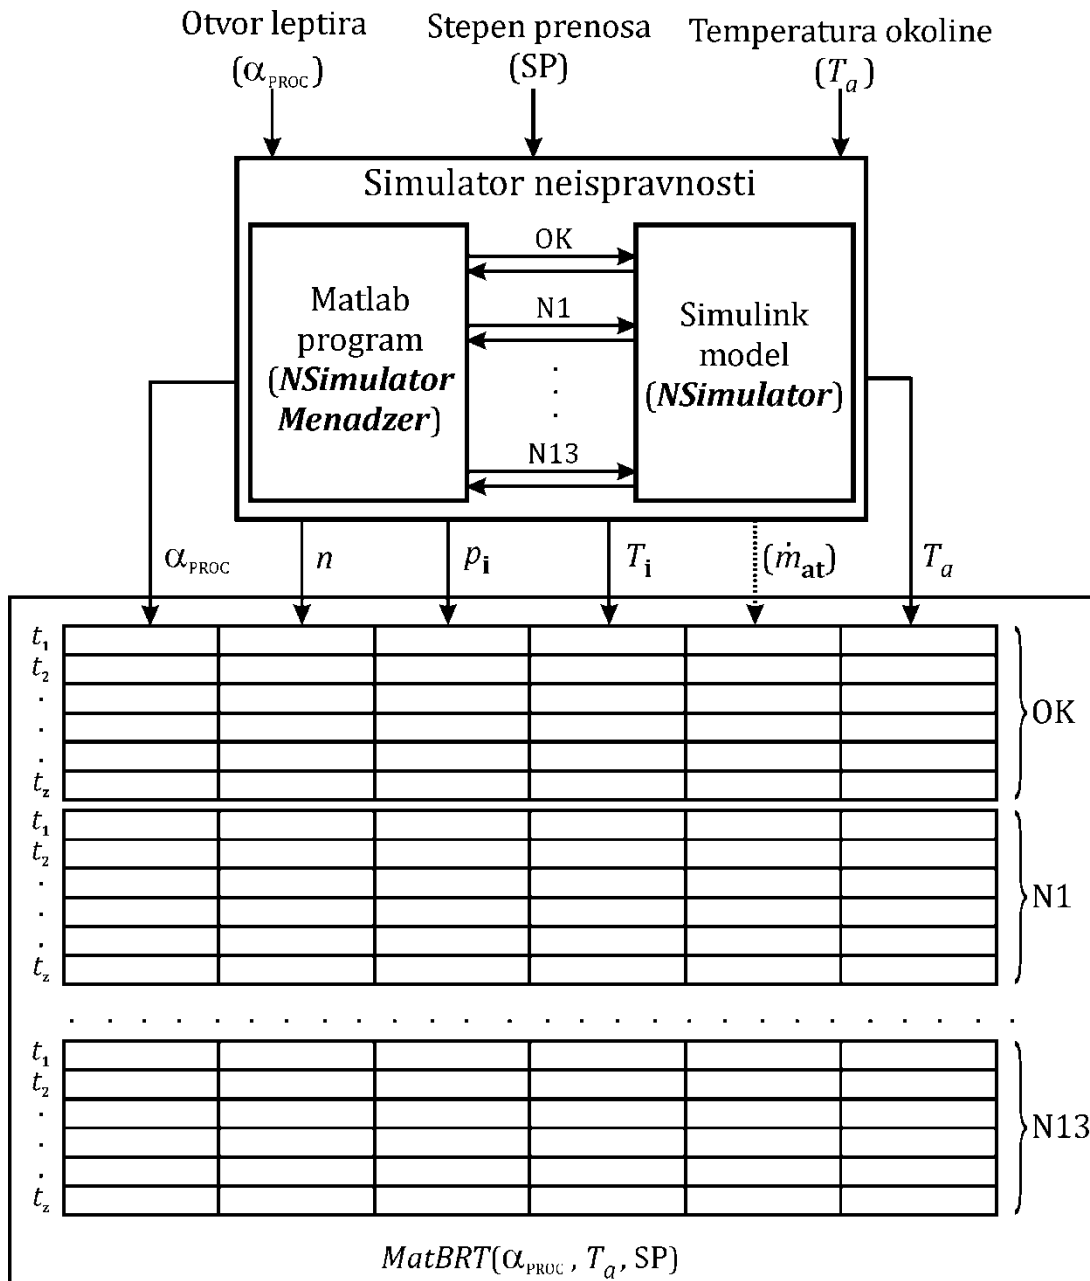 Otvor leptira
(α_PROC)
Stepen prenosa
(SP)
Temperatura okoline
(T_a)
Simulator neispravnosti
Matlab
program
(NSimulator
Menadzer)
OK
N1
.
.
.
N13
Simulink
model
(NSimulator)
α_PROC
n
p_i
T_i
(ṁ_at)
T_a
t_1
t_2
.
.
.
t_z
OK
t_1
t_2
.
.
.
t_z
N1
. . . . . . . . . . . . . . . . . . . . . . . . . . .
t_1
t_2
.
.
.
t_z
N13
MatBRT(α_PROC, T_a, SP)